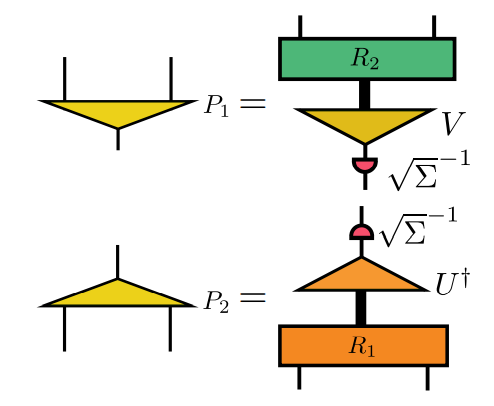 R₂
P₁ =
V
√Σ⁻¹
√Σ⁻¹
U†
P₂ =
R₁